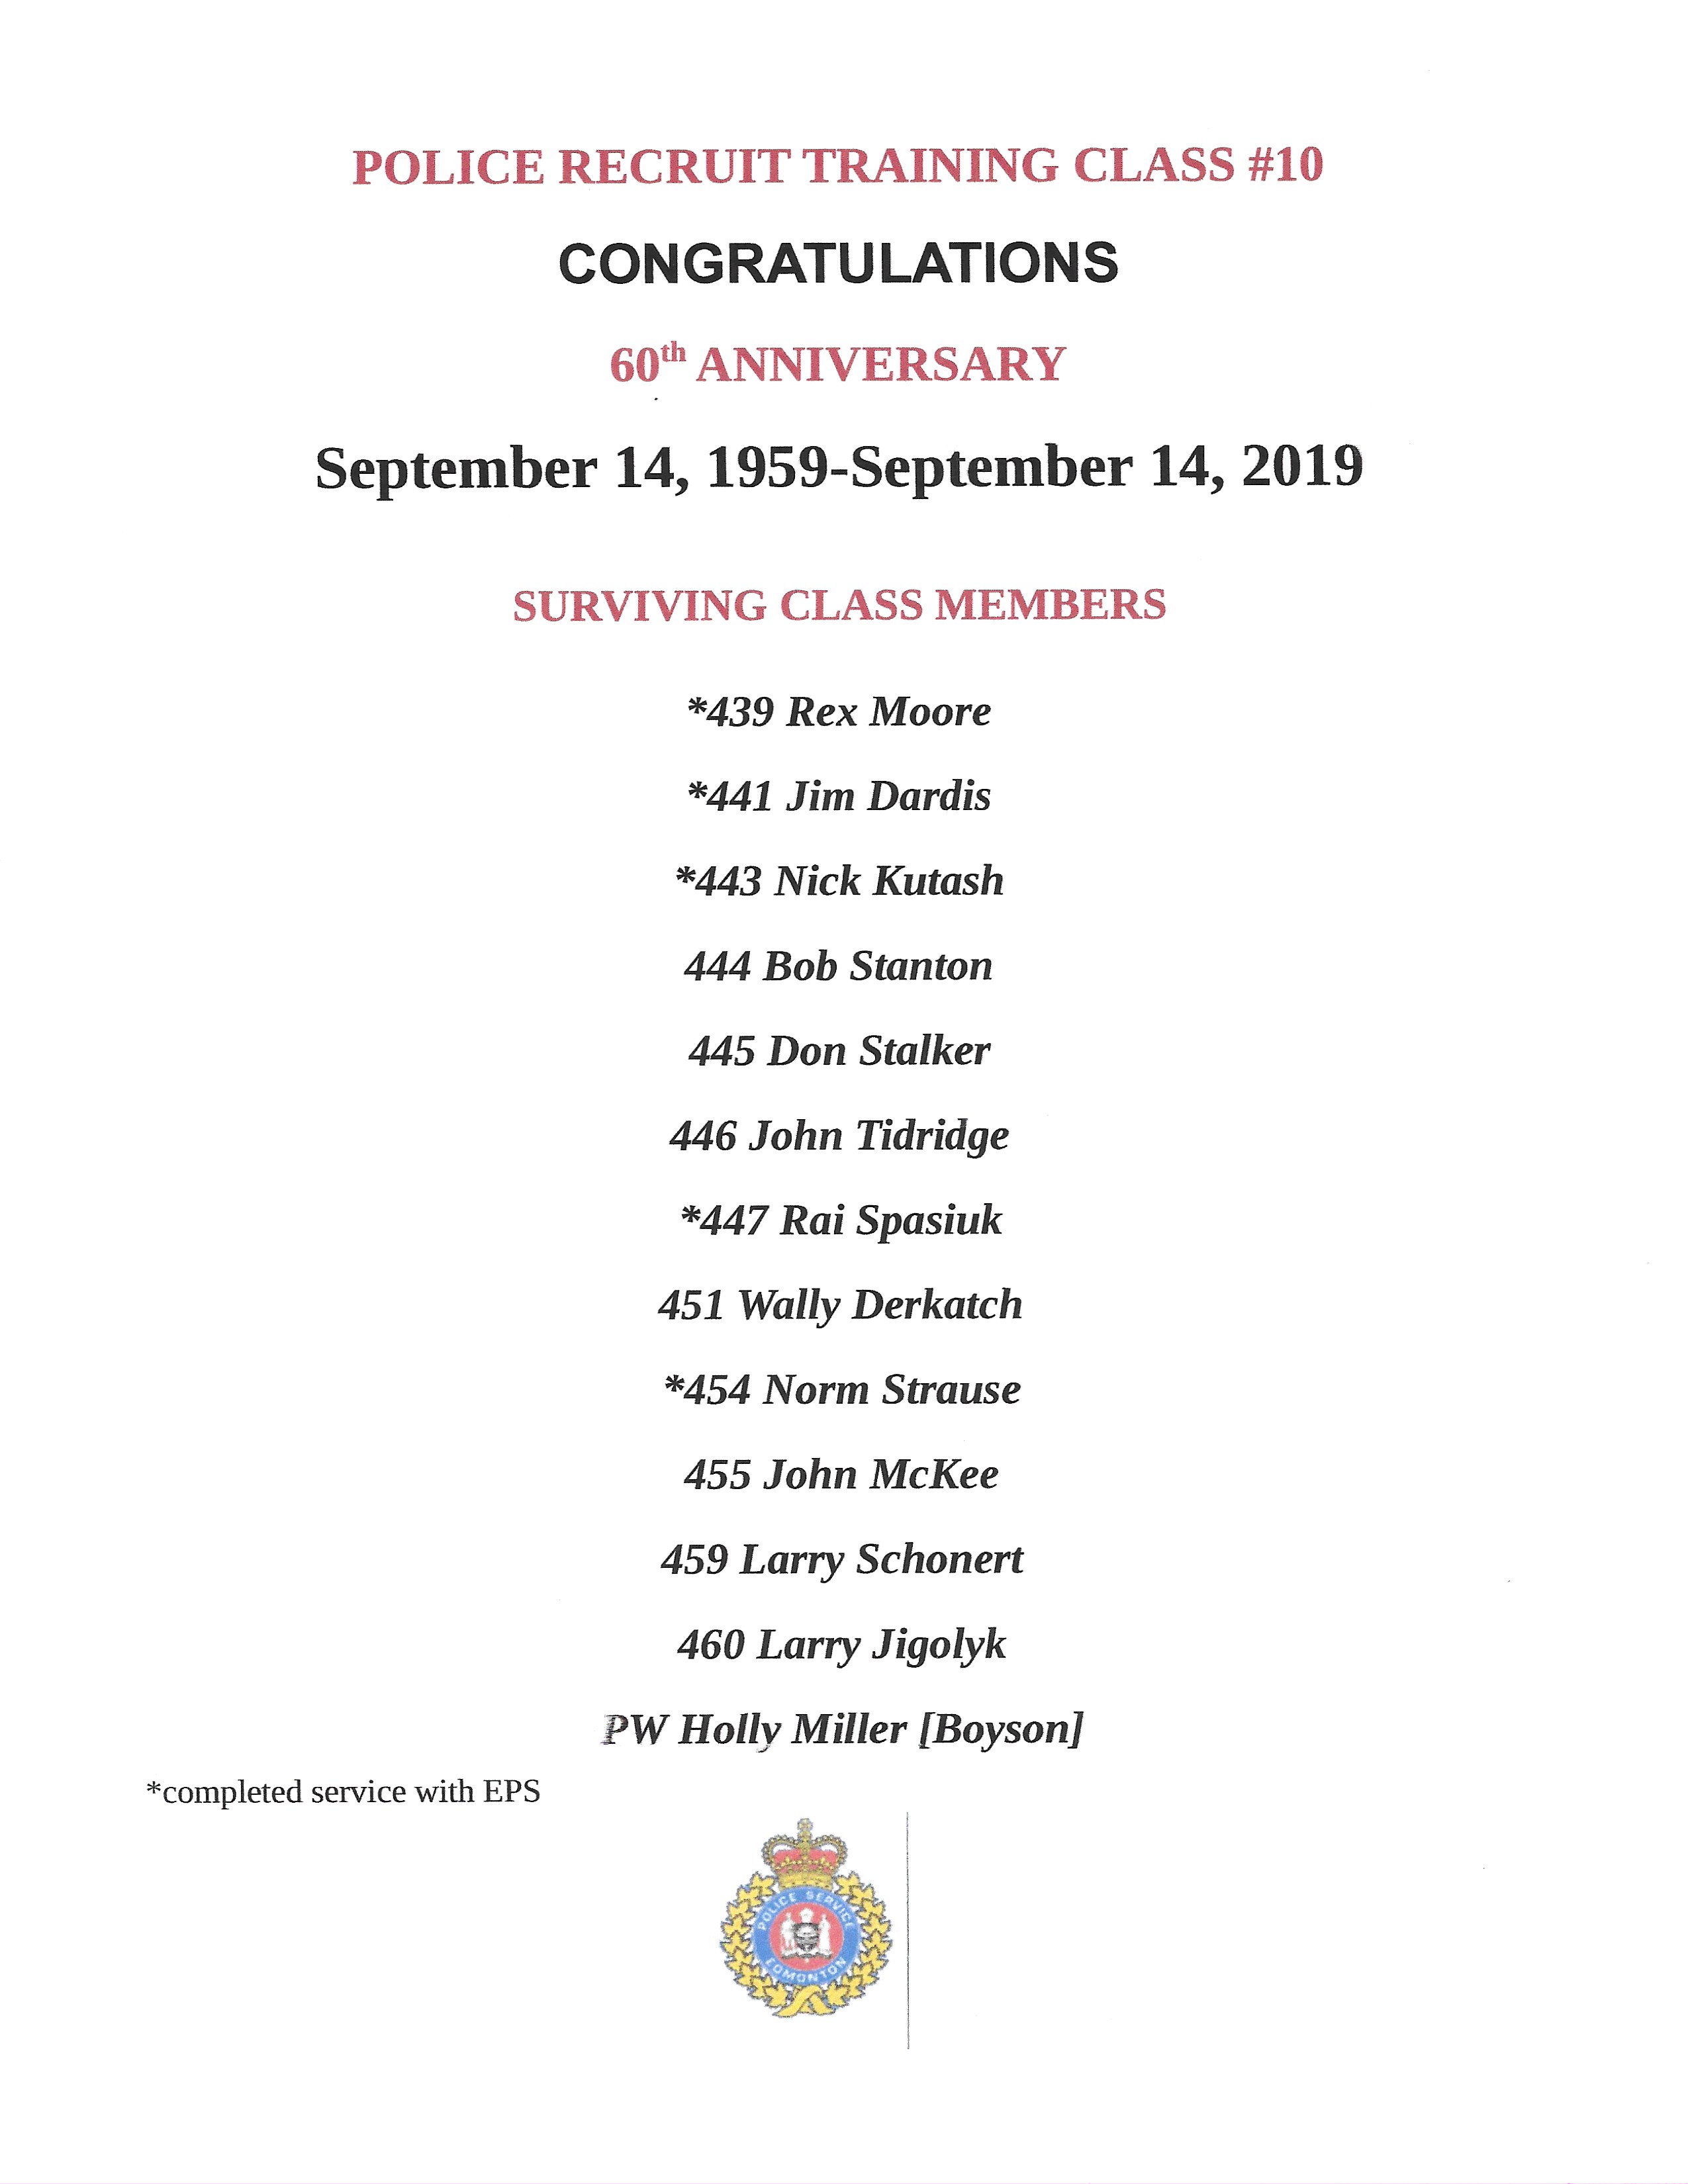 POLICE RECRUIT TRAINING CLASS #10
CONGRATULATIONS
60th ANNIVERSARY
September 14, 1959-September 14, 2019
SURVIVING CLASS MEMBERS
*439 Rex Moore
*441 Jim Dardis
*443 Nick Kutash
444 Bob Stanton
445 Don Stalker
446 John Tidridge
*447 Rai Spasiuk
451 Wally Derkatch
*454 Norm Strause
455 John McKee
459 Larry Schonert
460 Larry Jigolyk
PW Holly Miller [Boyson]
*completed service with EPS
POLICE SERVICE
EDMONTON